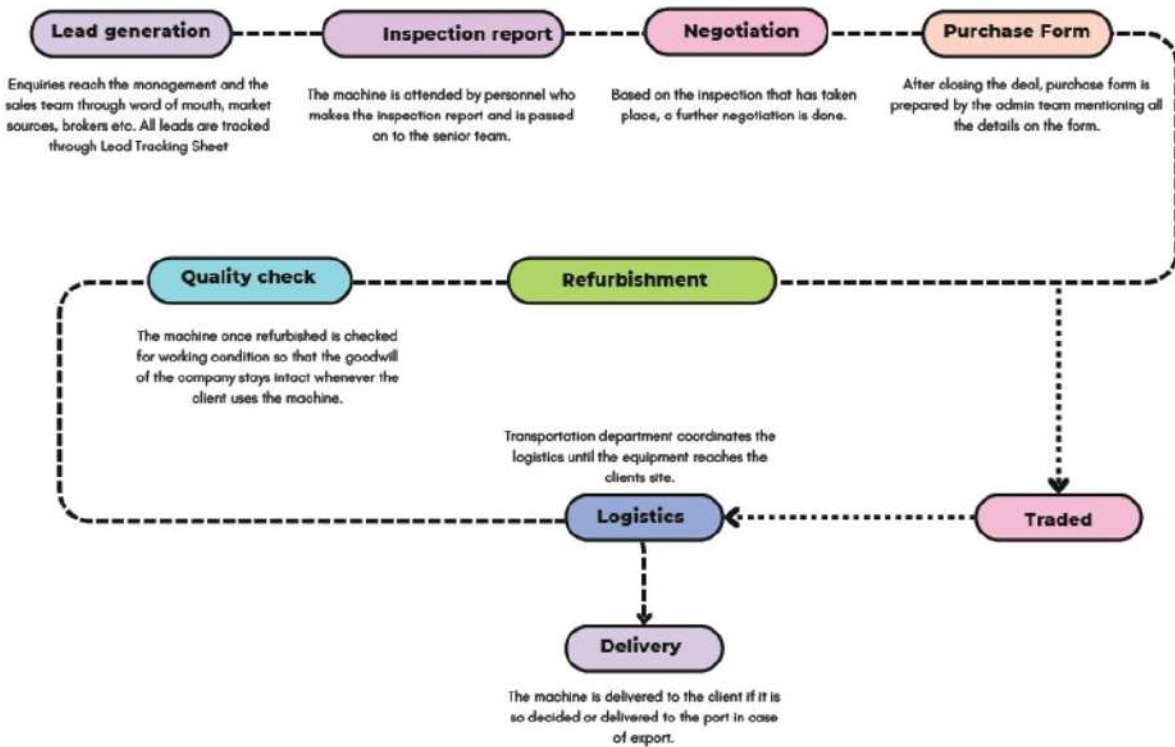 Lead generation
Enquiries reach the management and the
sales team through word of mouth, market
sources, brokers etc. All leads are tracked
through Lead Tracking Sheet
Inspection report
The machine is attended by personnel who
makes the inspection report and is passed
on to the senior team.
Negotiation
Based on the inspection that has taken
place, a further negotiation is done.
Purchase Form
After closing the deal, purchase form is
prepared by the admin team mentioning all
the details on the form.
Quality check
The machine once refurbished is checked
for working condition so that the goodwill
of the company stays intact whenever the
client uses the machine.
Refurbishment
Transportation department coordinates the
logistics until the equipment reaches the
clients site.
Logistics
Traded
Delivery
The machine is delivered to the client if it is
so decided or delivered to the port in case
of export.